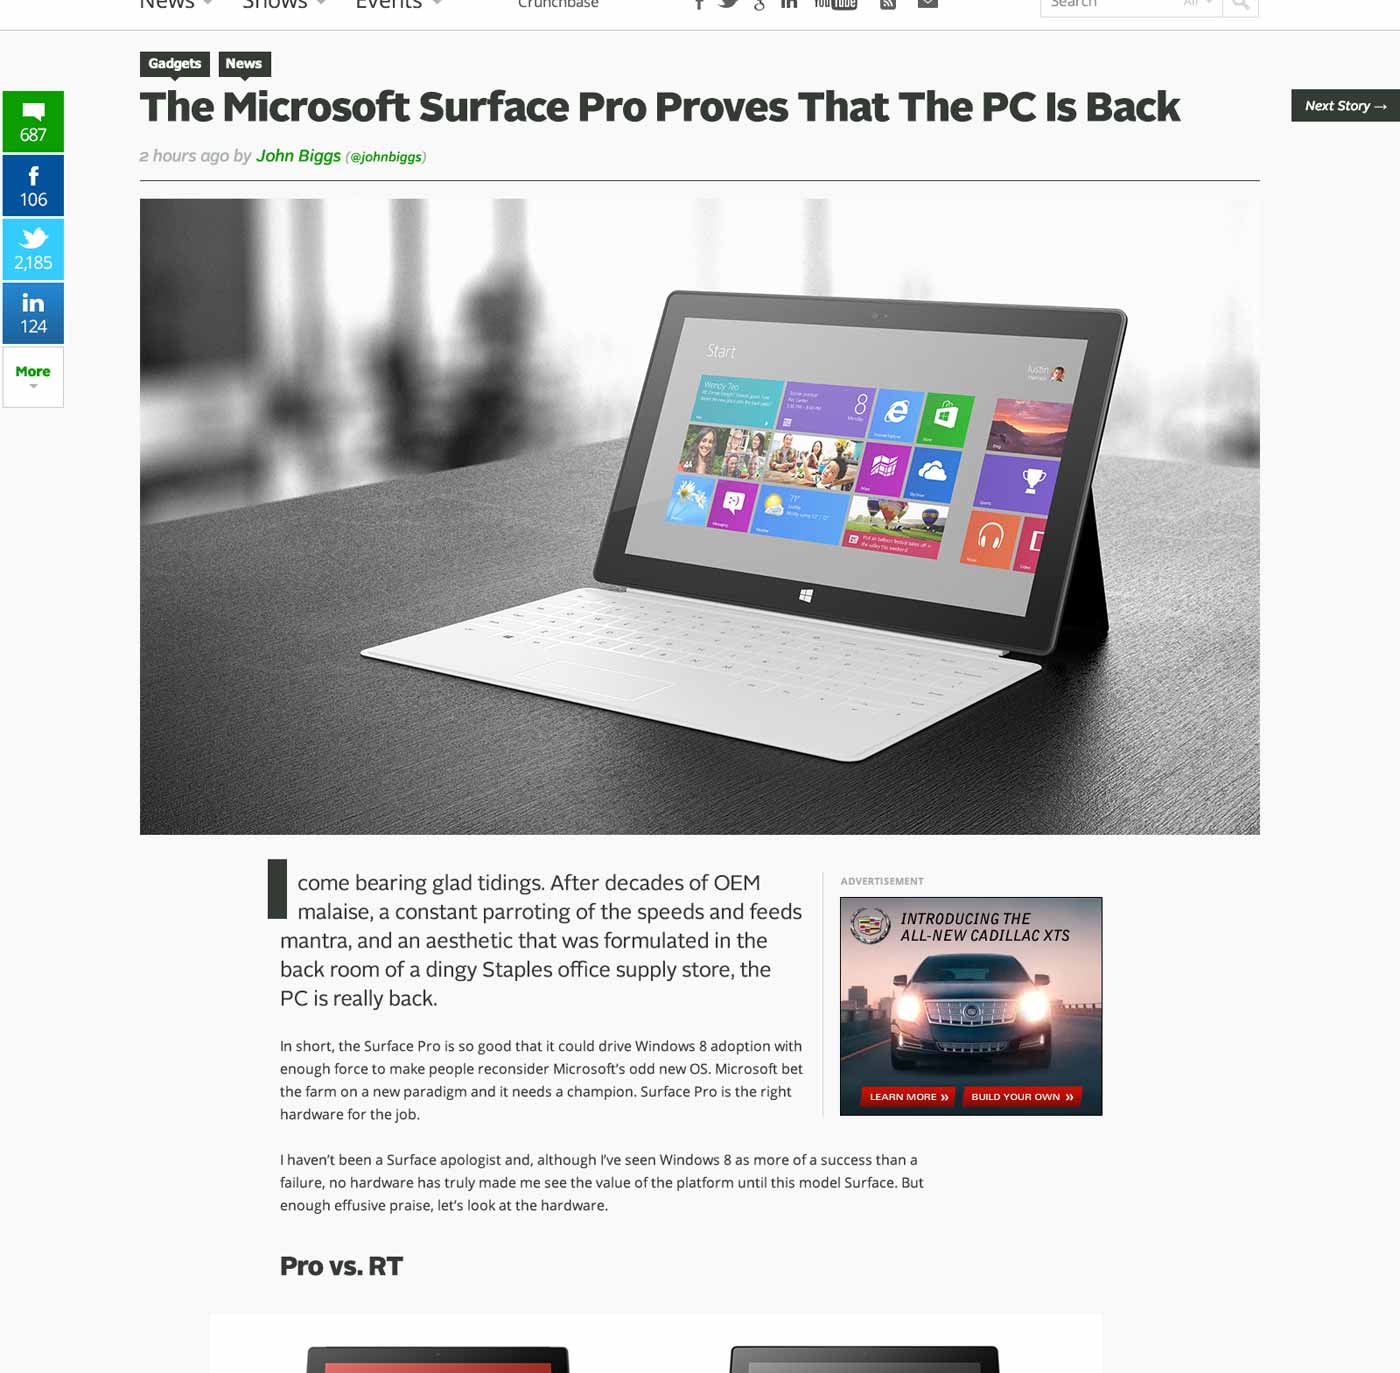 News Shows Events Crunchbase
You Tube
Search All
Gadgets News
The Microsoft Surface Pro Proves That The PC Is Back
Next Story →
2 hours ago by John Biggs (@johnbiggs)
687
106
2,185
in
124
More
Start
Wendy Teo
8
Monday
71°
I come bearing glad tidings. After decades of OEM
malaise, a constant parroting of the speeds and feeds
mantra, and an aesthetic that was formulated in the
back room of a dingy Staples office supply store, the
PC is really back.
ADVERTISEMENT
INTRODUCING THE
ALL-NEW CADILLAC XTS
LEARN MORE »
BUILD YOUR OWN »
In short, the Surface Pro is so good that it could drive Windows 8 adoption with
enough force to make people reconsider Microsoft’s odd new OS. Microsoft bet
the farm on a new paradigm and it needs a champion. Surface Pro is the right
hardware for the job.
I haven’t been a Surface apologist and, although I’ve seen Windows 8 as more of a success than a
failure, no hardware has truly made me see the value of the platform until this model Surface. But
enough effusive praise, let’s look at the hardware.
Pro vs. RT